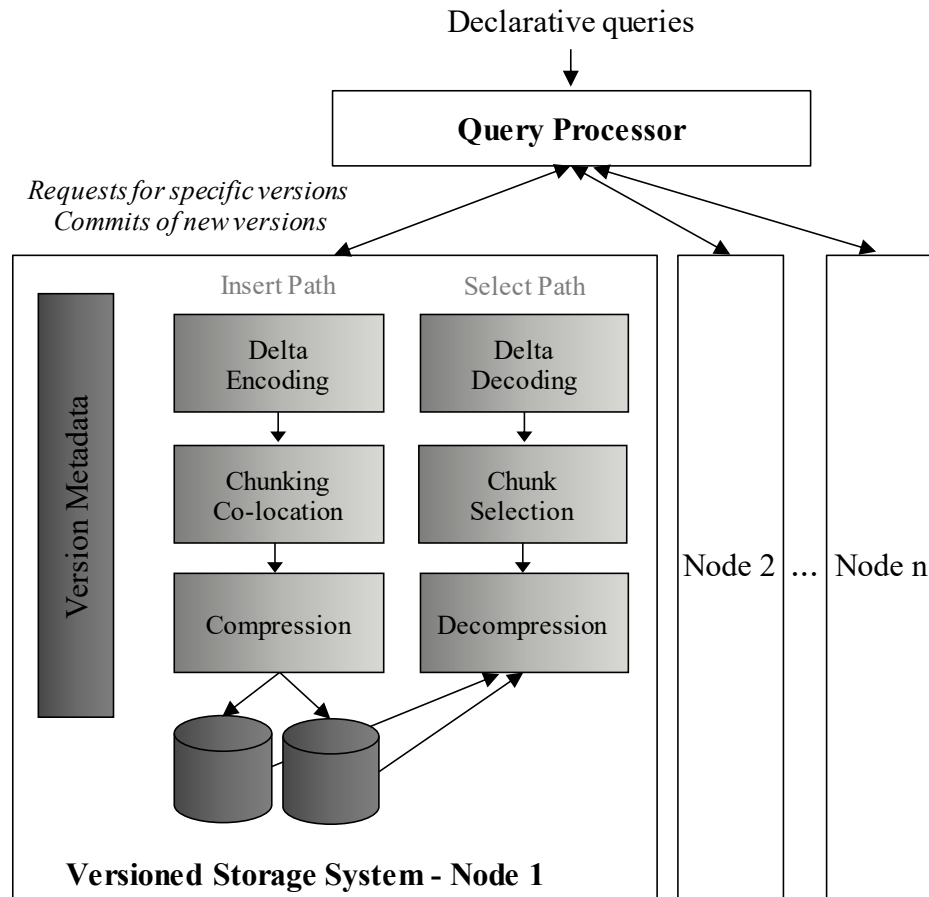 Declarative queries
Query Processor
Requests for specific versions
Commits of new versions
Insert Path
Select Path
Version Metadata
Delta
Encoding
Delta
Decoding
Chunking
Co-location
Chunk
Selection
Compression
Decompression
Node 2
...
Node n
Versioned Storage System - Node 1